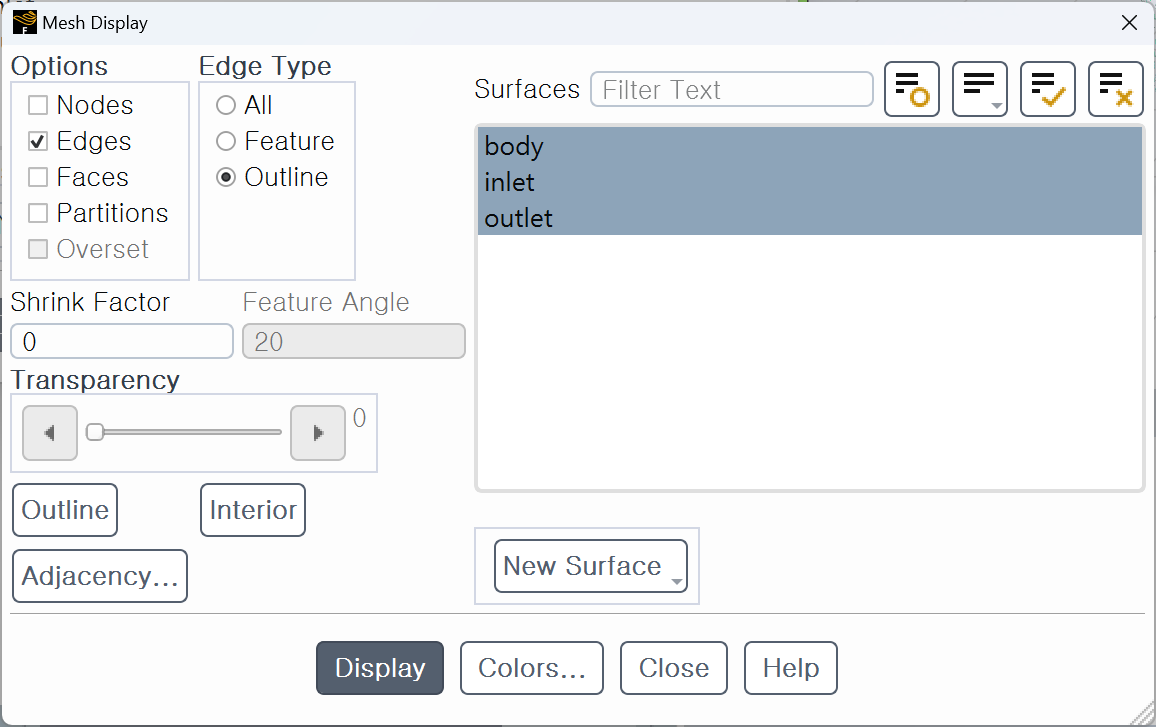 Mesh Display
Options
Nodes
Edges
Faces
Partitions
Overset
Edge Type
All
Feature
Outline
Shrink Factor
0
Feature Angle
20
Transparency
0
Outline
Interior
Adjacency...
Surfaces
Filter Text
body
inlet
outlet
New Surface
Display
Colors...
Close
Help